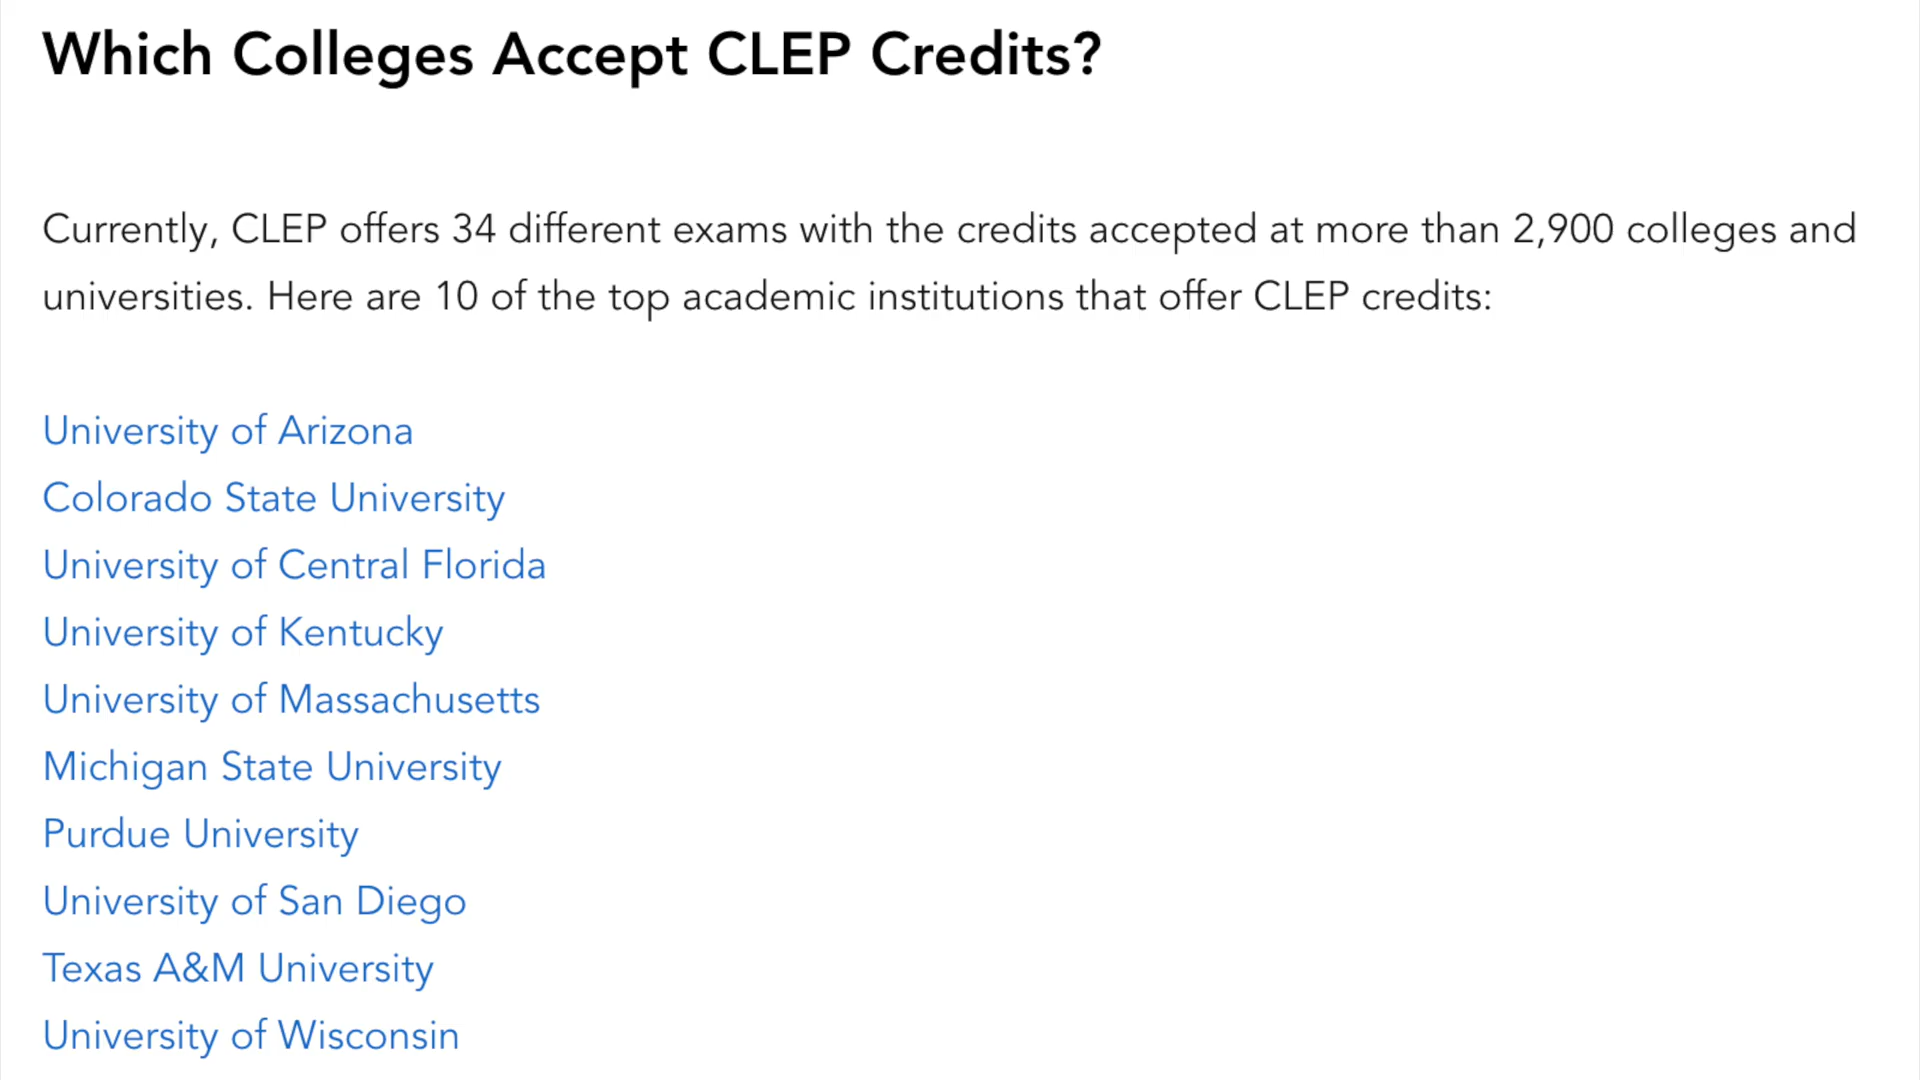 Which Colleges Accept CLEP Credits?
Currently, CLEP offers 34 different exams with the credits accepted at more than 2,900 colleges and
universities. Here are 10 of the top academic institutions that offer CLEP credits:
University of Arizona
Colorado State University
University of Central Florida
University of Kentucky
University of Massachusetts
Michigan State University
Purdue University
University of San Diego
Texas A&M University
University of Wisconsin